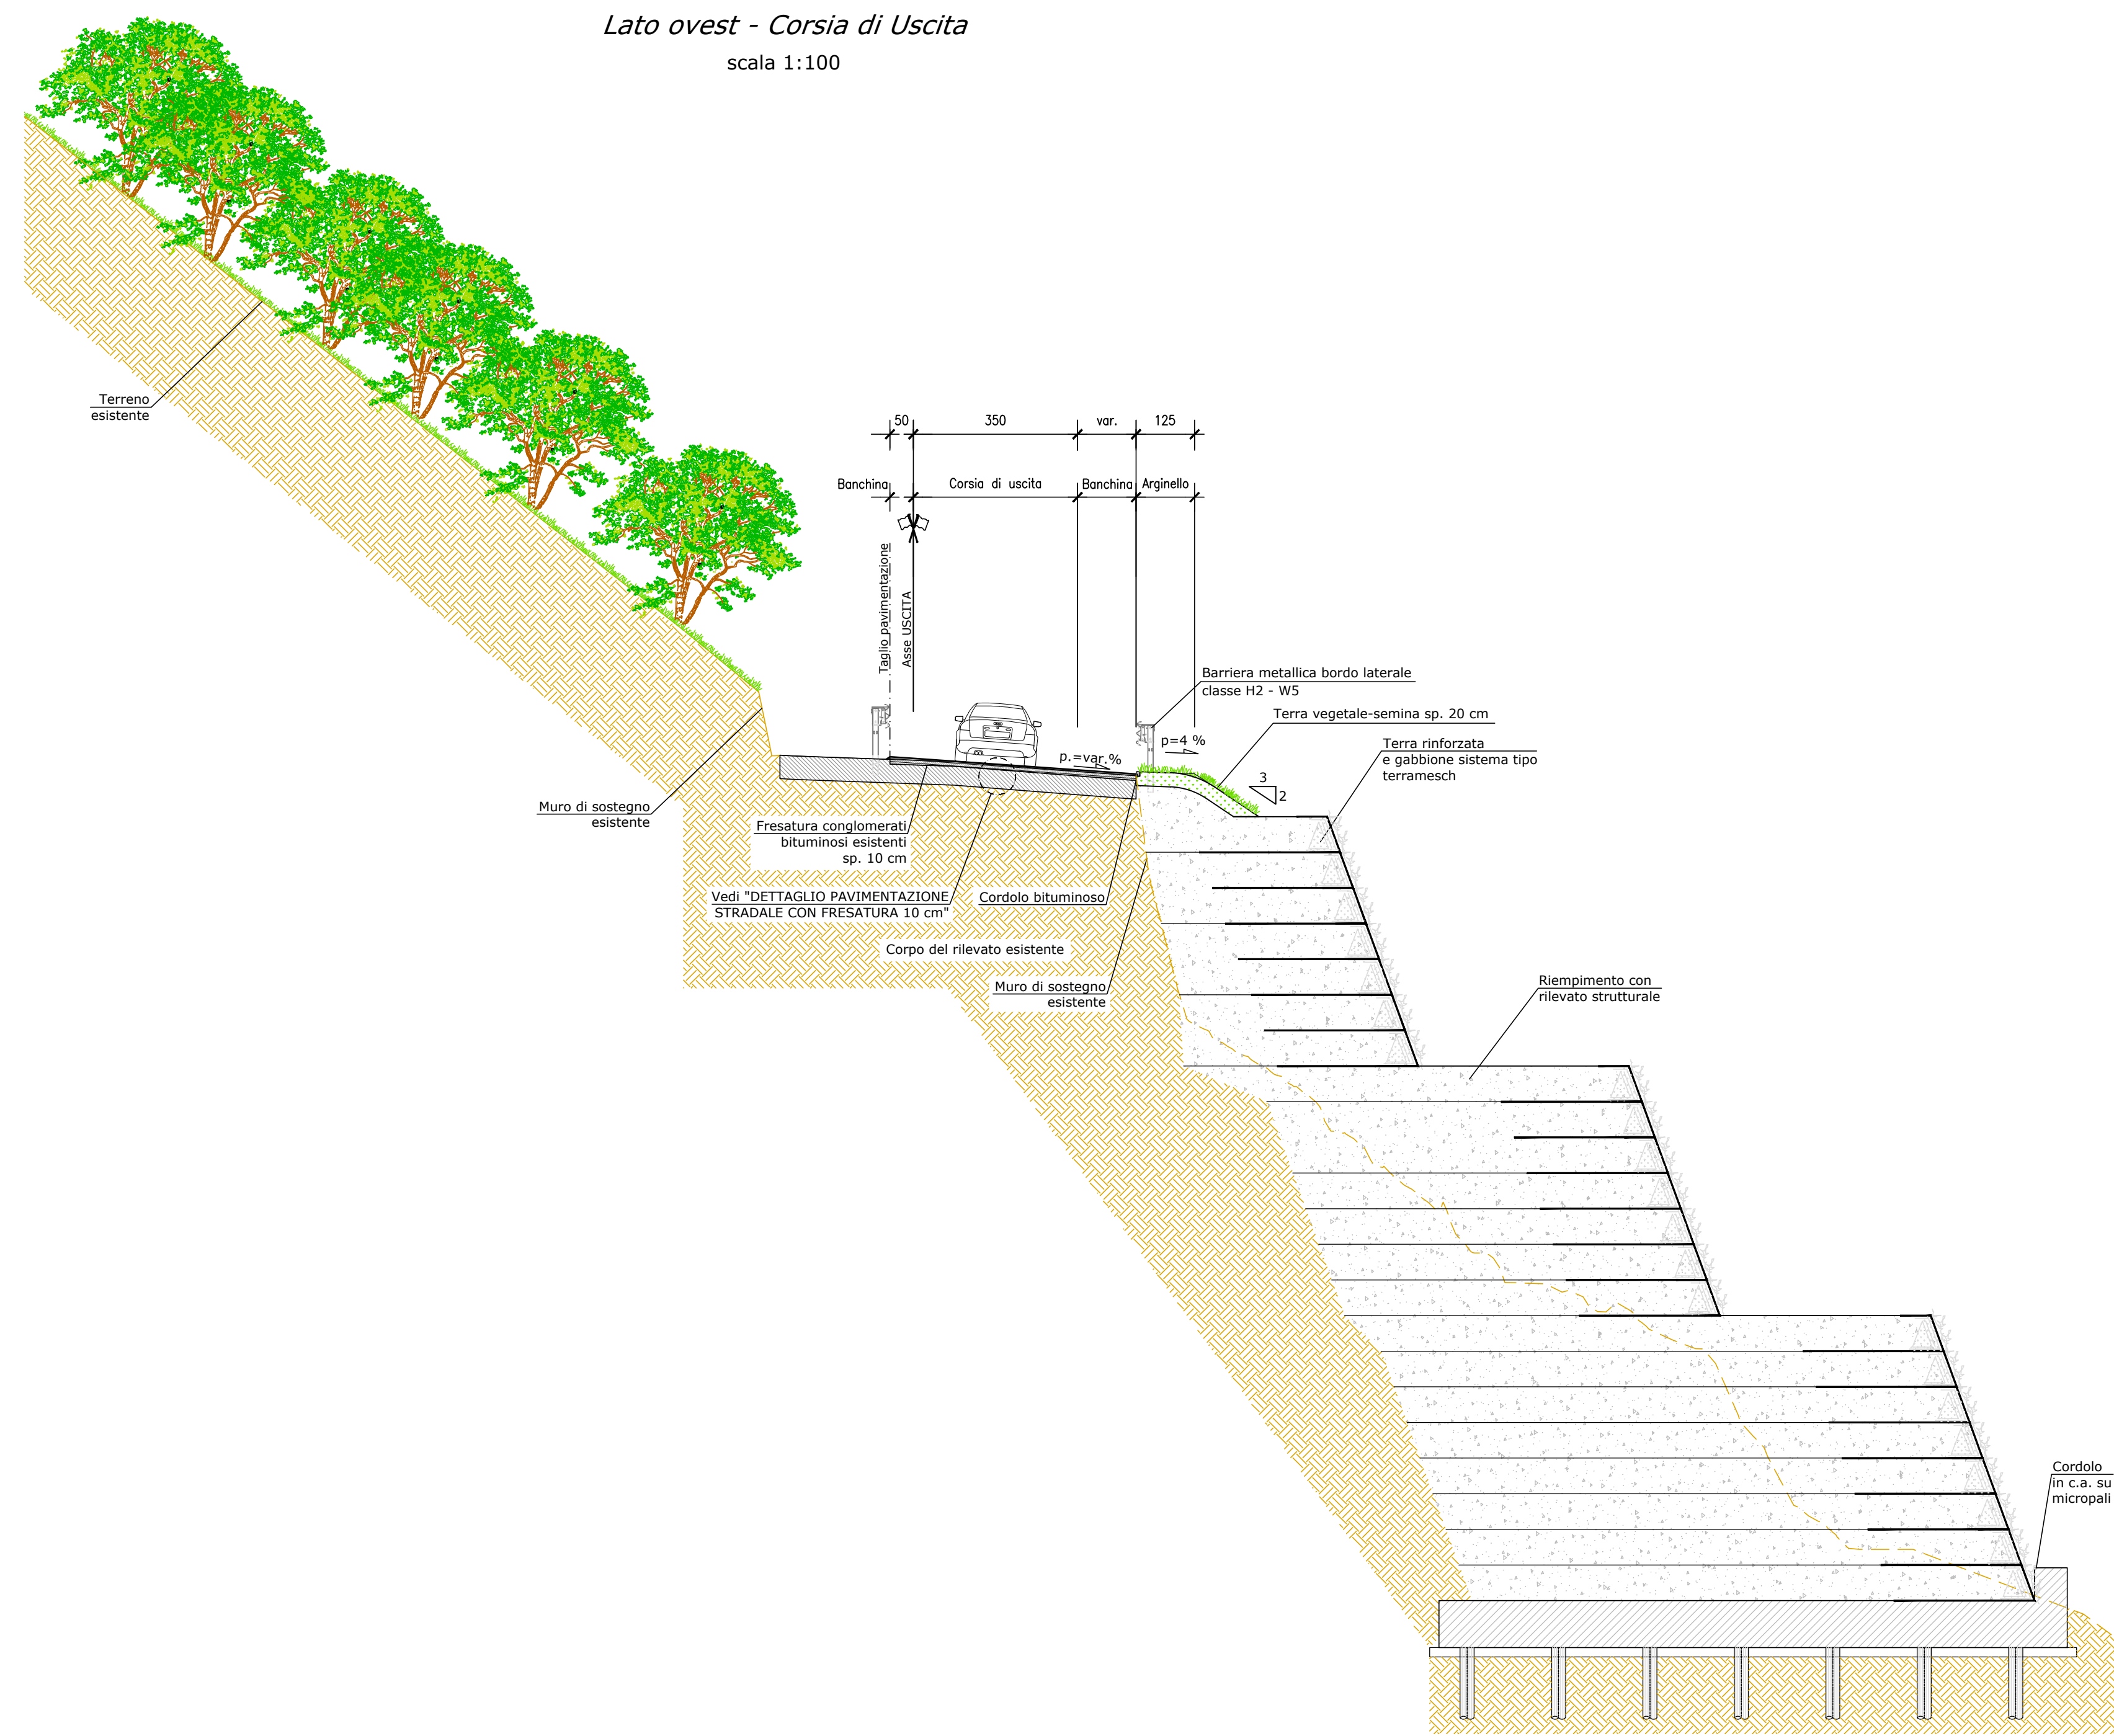 Lato ovest - Corsia di Uscita
scala 1:100
Terreno
esistente
50
350
var.
125
Banchina
Corsia di uscita
Banchina
Arginello
Taglio pavimentazione
Asse USCITA
Barriera metallica bordo laterale
classe H2 - W5
Terra vegetale-semina sp. 20 cm
p=4 %
p.=var.%
Terra rinforzata
e gabbione sistema tipo
terramesch
3
2
Muro di sostegno
esistente
Fresatura conglomerati
bituminosi esistenti
sp. 10 cm
Vedi "DETTAGLIO PAVIMENTAZIONE
STRADALE CON FRESATURA 10 cm"
Cordolo bituminoso
Corpo del rilevato esistente
Muro di sostegno
esistente
Riempimento con
rilevato strutturale
Cordolo
in c.a. su
micropali